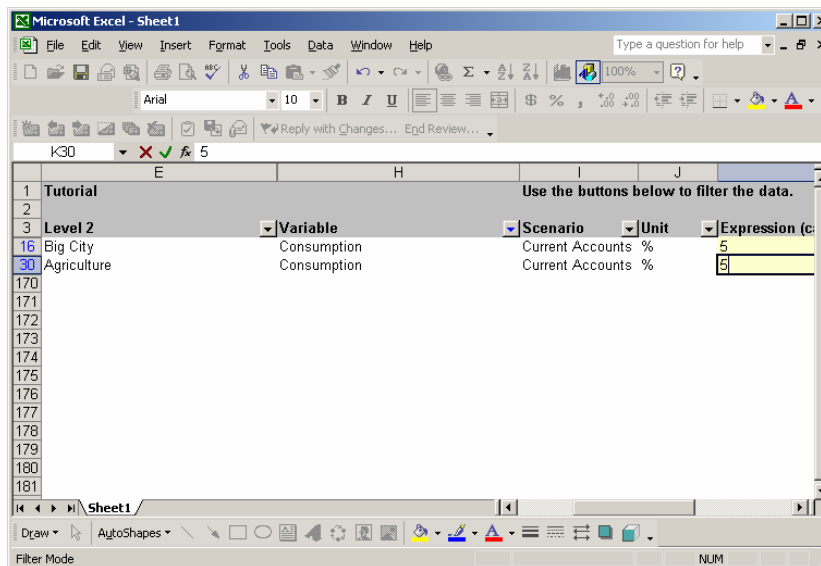 Microsoft Excel - Sheet1
File Edit View Insert Format Tools Data Window Help Type a question for help
100%
Arial 10 B I U $ % ,
Reply with Changes... End Review...
K30 fx 5
E H I J
1 Tutorial Use the buttons below to filter the data.
2
3 Level 2 Variable Scenario Unit Expression (c
16 Big City Consumption Current Accounts % 5
30 Agriculture Consumption Current Accounts % 5
170
171
172
173
174
175
176
177
178
179
180
181
Sheet1
Draw AutoShapes
Filter Mode NUM